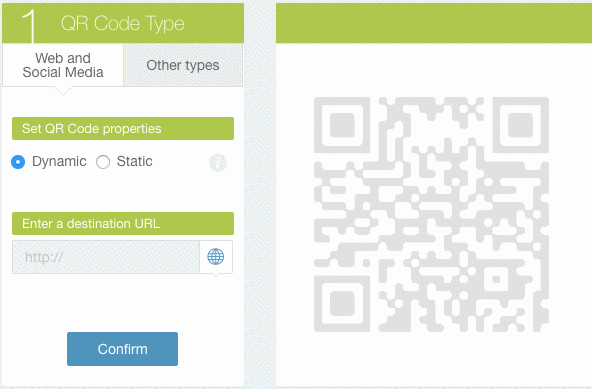 1 QR Code Type
Web and
Social Media
Other types
Set QR Code properties
Dynamic
Static
Enter a destination URL
http://
Confirm